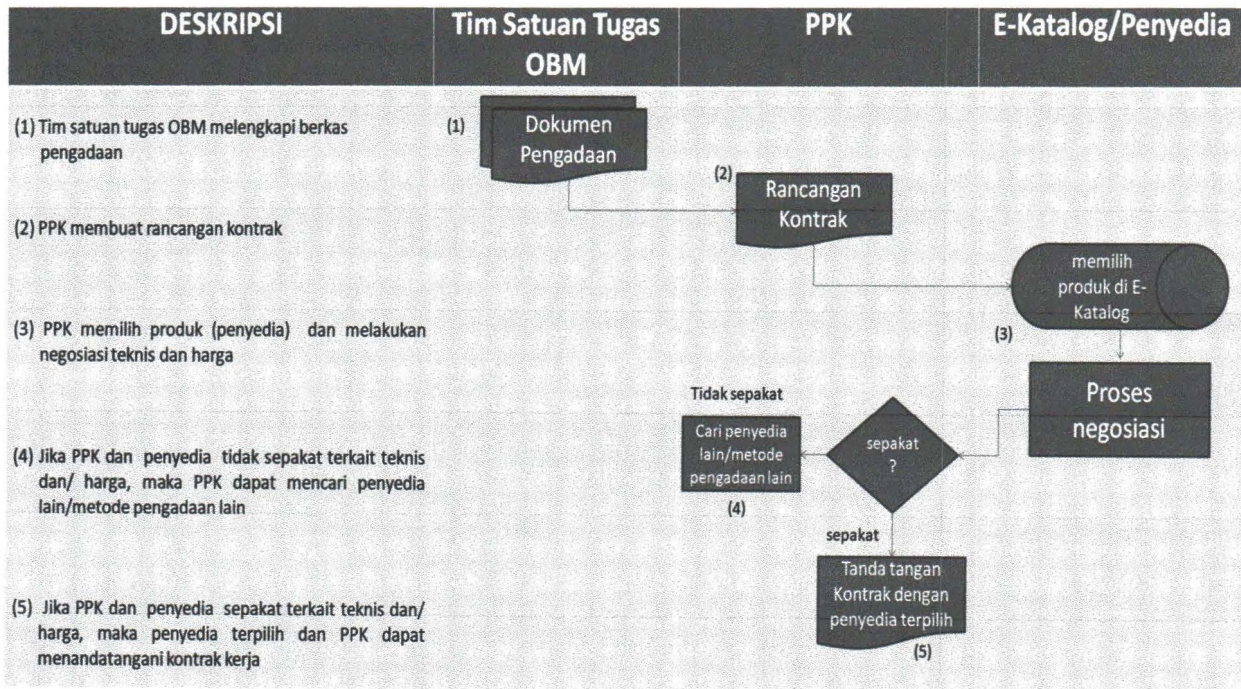 DESKRIPSI
Tim Satuan Tugas
OBM
PPK
E-Katalog/Penyedia
(1) Tim satuan tugas OBM melengkapi berkas
pengadaan
(1)
Dokumen
Pengadaan
(2)
Rancangan
Kontrak
(2) PPK membuat rancangan kontrak
memilih
produk di E-
Katalog
(3)
(3) PPK memilih produk (penyedia) dan melakukan
negosiasi teknis dan harga
Proses
negosiasi
Tidak sepakat
Cari penyedia
lain/metode
pengadaan lain
(4)
sepakat
?
(4) Jika PPK dan penyedia tidak sepakat terkait teknis
dan/ harga, maka PPK dapat mencari penyedia
lain/metode pengadaan lain
sepakat
Tanda tangan
Kontrak dengan
penyedia terpilih
(5)
(5) Jika PPK dan penyedia sepakat terkait teknis dan/
harga, maka penyedia terpilih dan PPK dapat
menandatangani kontrak kerja